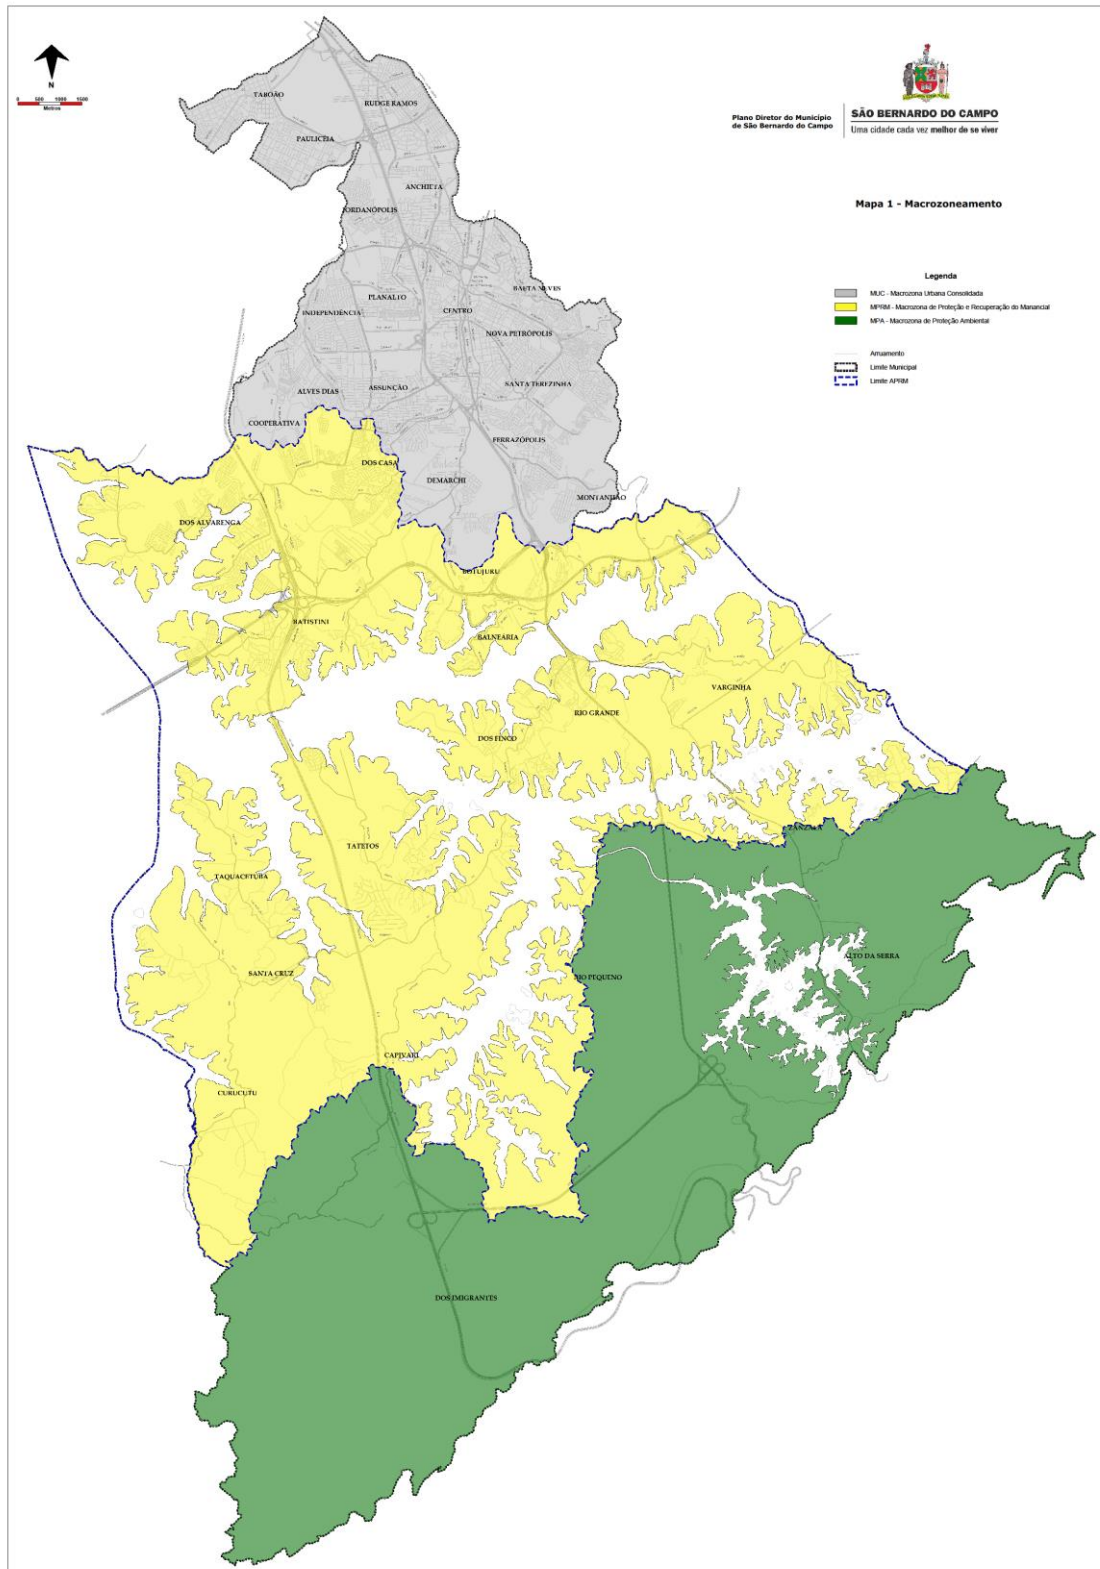 N
0 500 1000 1500
Metros
Plano Diretor do Município
de São Bernardo do Campo
SÃO BERNARDO DO CAMPO
Uma cidade cada vez melhor de se viver
Mapa 1 - Macrozoneamento
Legenda
MUC - Macrozona Urbana Consolidada
MPRM - Macrozona de Proteção e Recuperação do Manancial
MPA - Macrozona de Proteção Ambiental
Arruamento
Limite Municipal
Limite APRM
TABOÃO
RUDGE RAMOS
PAULICÉIA
ANCHIETA
JORDANÓPOLIS
BAETA NEVES
PLANALTO
CENTRO
INDEPENDÊNCIA
NOVA PETRÓPOLIS
SANTA TEREZINHA
ASSUNÇÃO
ALVES DIAS
COOPERATIVA
FERRAZÓPOLIS
DOS CASA
DEMARCHI
MONTANHÃO
DOS ALVARENGA
BOTUJURU
BATISTINI
BALNEARIA
VARGINHA
RIO GRANDE
DOS FINCO
ZANZALÁ
TATETOS
TAQUACETUBA
ALTO DA SERRA
SANTA CRUZ
RIO PEQUENO
CAPIVARI
CURUCUTU
DOS IMIGRANTES